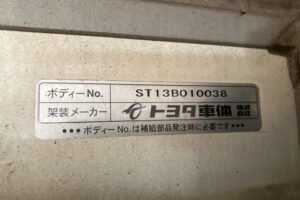 ボディーNo. ST13B010038
架装メーカー トヨタ車体株式会社
●●●ボディーNo.は補給部品発注時に必要です●●●